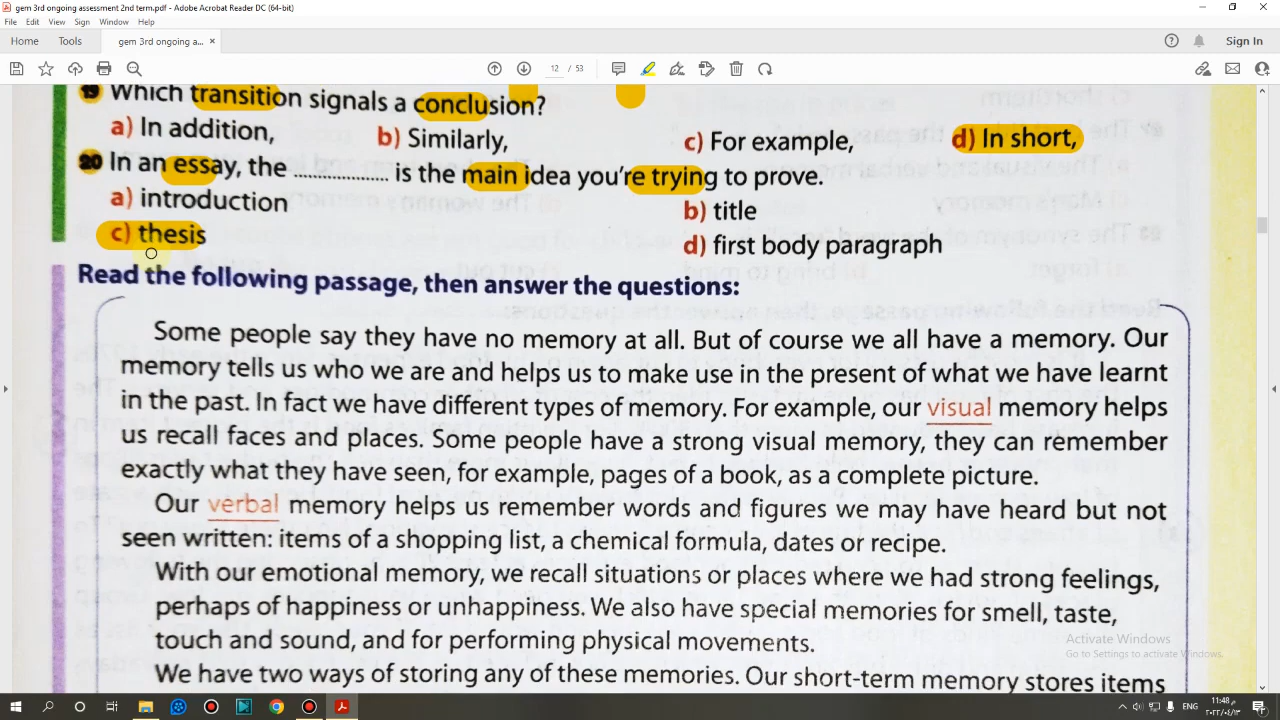 gem 3rd ongoing assessment 2nd term.pdf - Adobe Acrobat Reader DC (64-bit)
File Edit View Sign Window Help
Home Tools gem 3rd ongoing a... × Sign In
12 / 53
19 Which transition signals a conclusion?
a) In addition, b) Similarly, c) For example, d) In short,
20 In an essay, the .................... is the main idea you're trying to prove.
a) introduction b) title
c) thesis d) first body paragraph
Read the following passage, then answer the questions:
Some people say they have no memory at all. But of course we all have a memory. Our
memory tells us who we are and helps us to make use in the present of what we have learnt
in the past. In fact we have different types of memory. For example, our visual memory helps
us recall faces and places. Some people have a strong visual memory, they can remember
exactly what they have seen, for example, pages of a book, as a complete picture.
Our verbal memory helps us remember words and figures we may have heard but not
seen written: items of a shopping list, a chemical formula, dates or recipe.
With our emotional memory, we recall situations or places where we had strong feelings,
perhaps of happiness or unhappiness. We also have special memories for smell, taste,
touch and sound, and for performing physical movements.
We have two ways of storing any of these memories. Our short-term memory stores items
Activate Windows
Go to Settings to activate Windows.
ENG
11:48 م